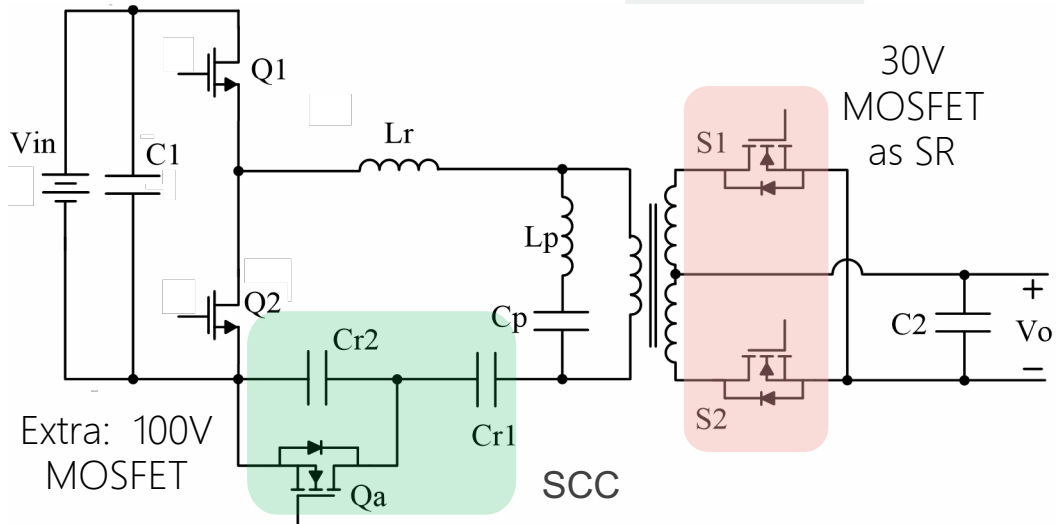 Q1
30V
MOSFET
as SR
Vin
C1
Lr
S1
Lp
Q2
Cp
Cr2
C2
+
Vo
−
Extra: 100V
MOSFET
Cr1
S2
Qa
SCC